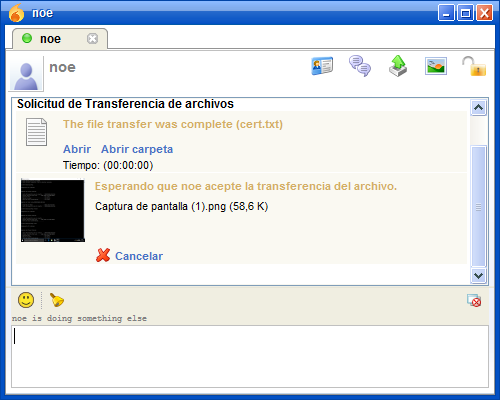 noe
noe
noe
Solicitud de Transferencia de archivos
The file transfer was complete (cert.txt)
Abrir Abrir carpeta
Tiempo: (00:00:00)
Esperando que noe acepte la transferencia del archivo.
Captura de pantalla (1).png (58,6 K)
Cancelar
noe is doing something else